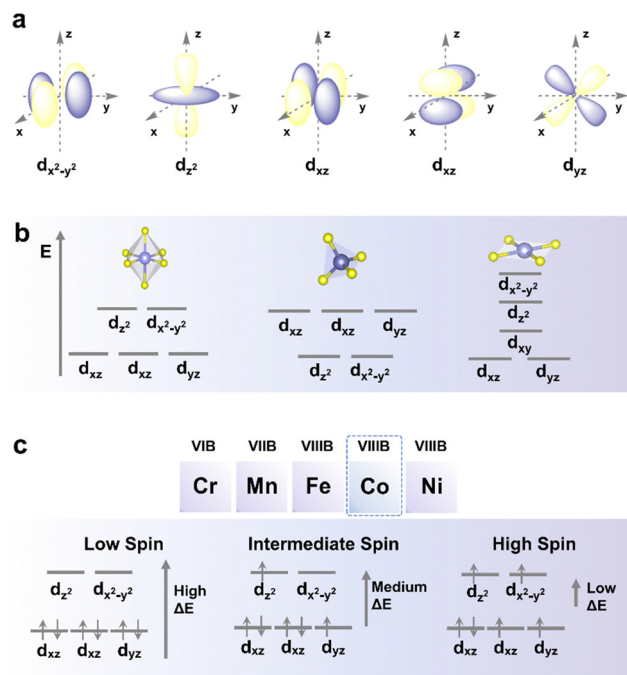 a
z z z z z
y y y y y
x x x x x
dx²-y² dz² dxz dxz dyz
b
E
dx²-y²
dz² dx²-y² dxz dxz dyz dz²
dxy
dxz dxz dyz dz² dx²-y² dxz dyz
c
VIB VIIB VIIIB VIIIB VIIIB
Cr Mn Fe Co Ni
Low Spin Intermediate Spin High Spin
dz² dx²-y² High ΔE dz² dx²-y² Medium ΔE dz² dx²-y² Low ΔE
dxz dxz dyz dxz dxz dyz dxz dxz dyz